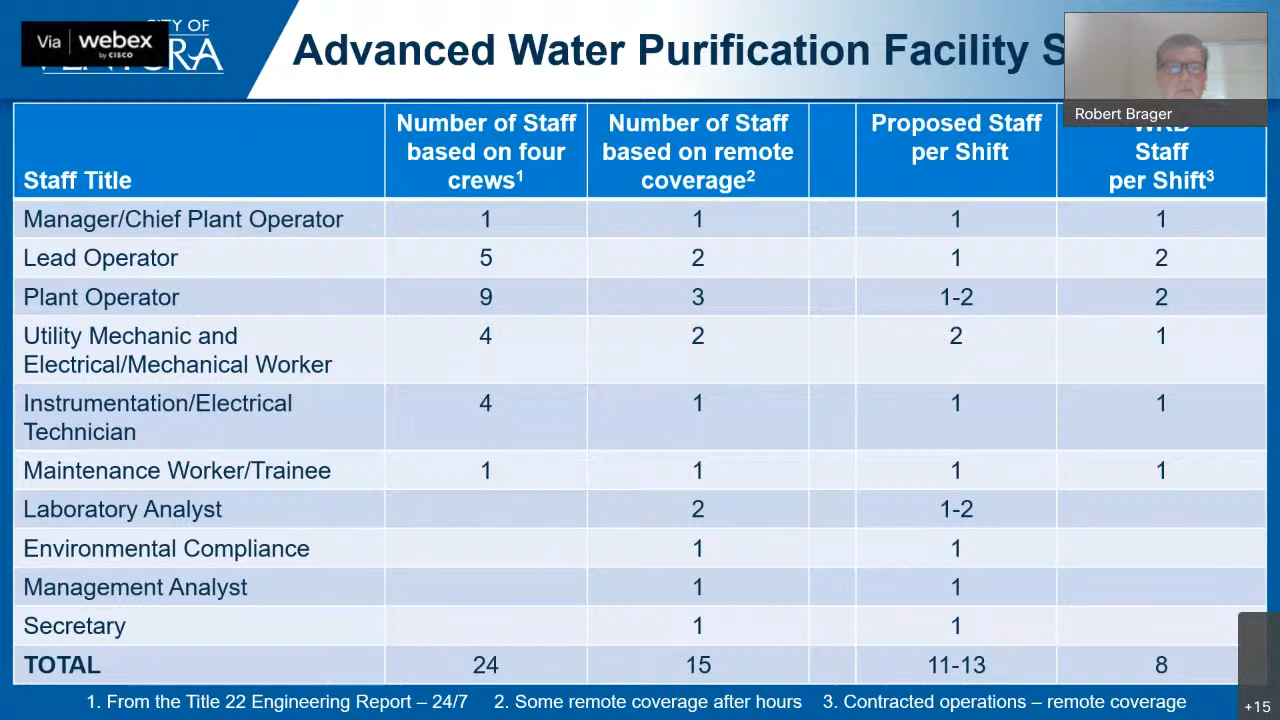 Via webex
by CISCO
CITY OF
VENTURA
Advanced Water Purification Facility S
Robert Brager
Staff Title
Number of Staff
based on four
crews¹
Number of Staff
based on remote
coverage²
Proposed Staff
per Shift
WRD
Staff
per Shift³
Manager/Chief Plant Operator 1 1 1 1
Lead Operator 5 2 1 2
Plant Operator 9 3 1-2 2
Utility Mechanic and
Electrical/Mechanical Worker 4 2 2 1
Instrumentation/Electrical
Technician 4 1 1 1
Maintenance Worker/Trainee 1 1 1 1
Laboratory Analyst 2 1-2
Environmental Compliance 1 1
Management Analyst 1 1
Secretary 1 1
TOTAL 24 15 11-13 8
1. From the Title 22 Engineering Report – 24/7 2. Some remote coverage after hours 3. Contracted operations – remote coverage
+15